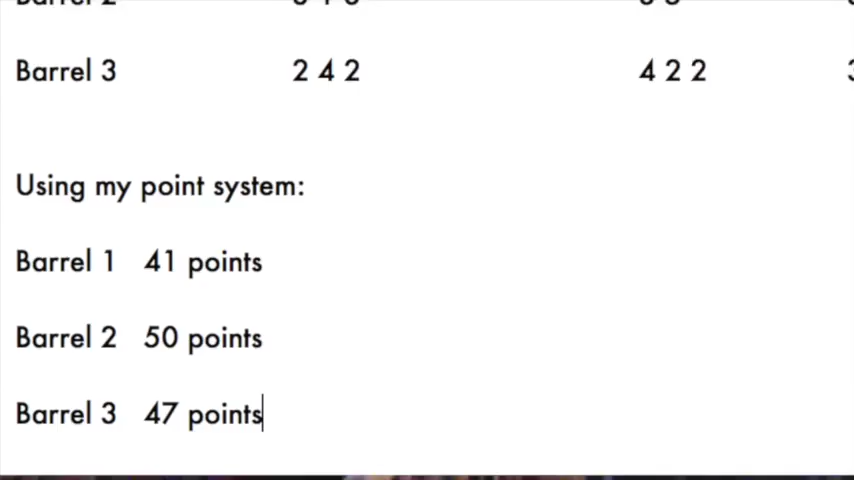 Barrel 3 2 4 2 4 2 2
Using my point system:
Barrel 1 41 points
Barrel 2 50 points
Barrel 3 47 points